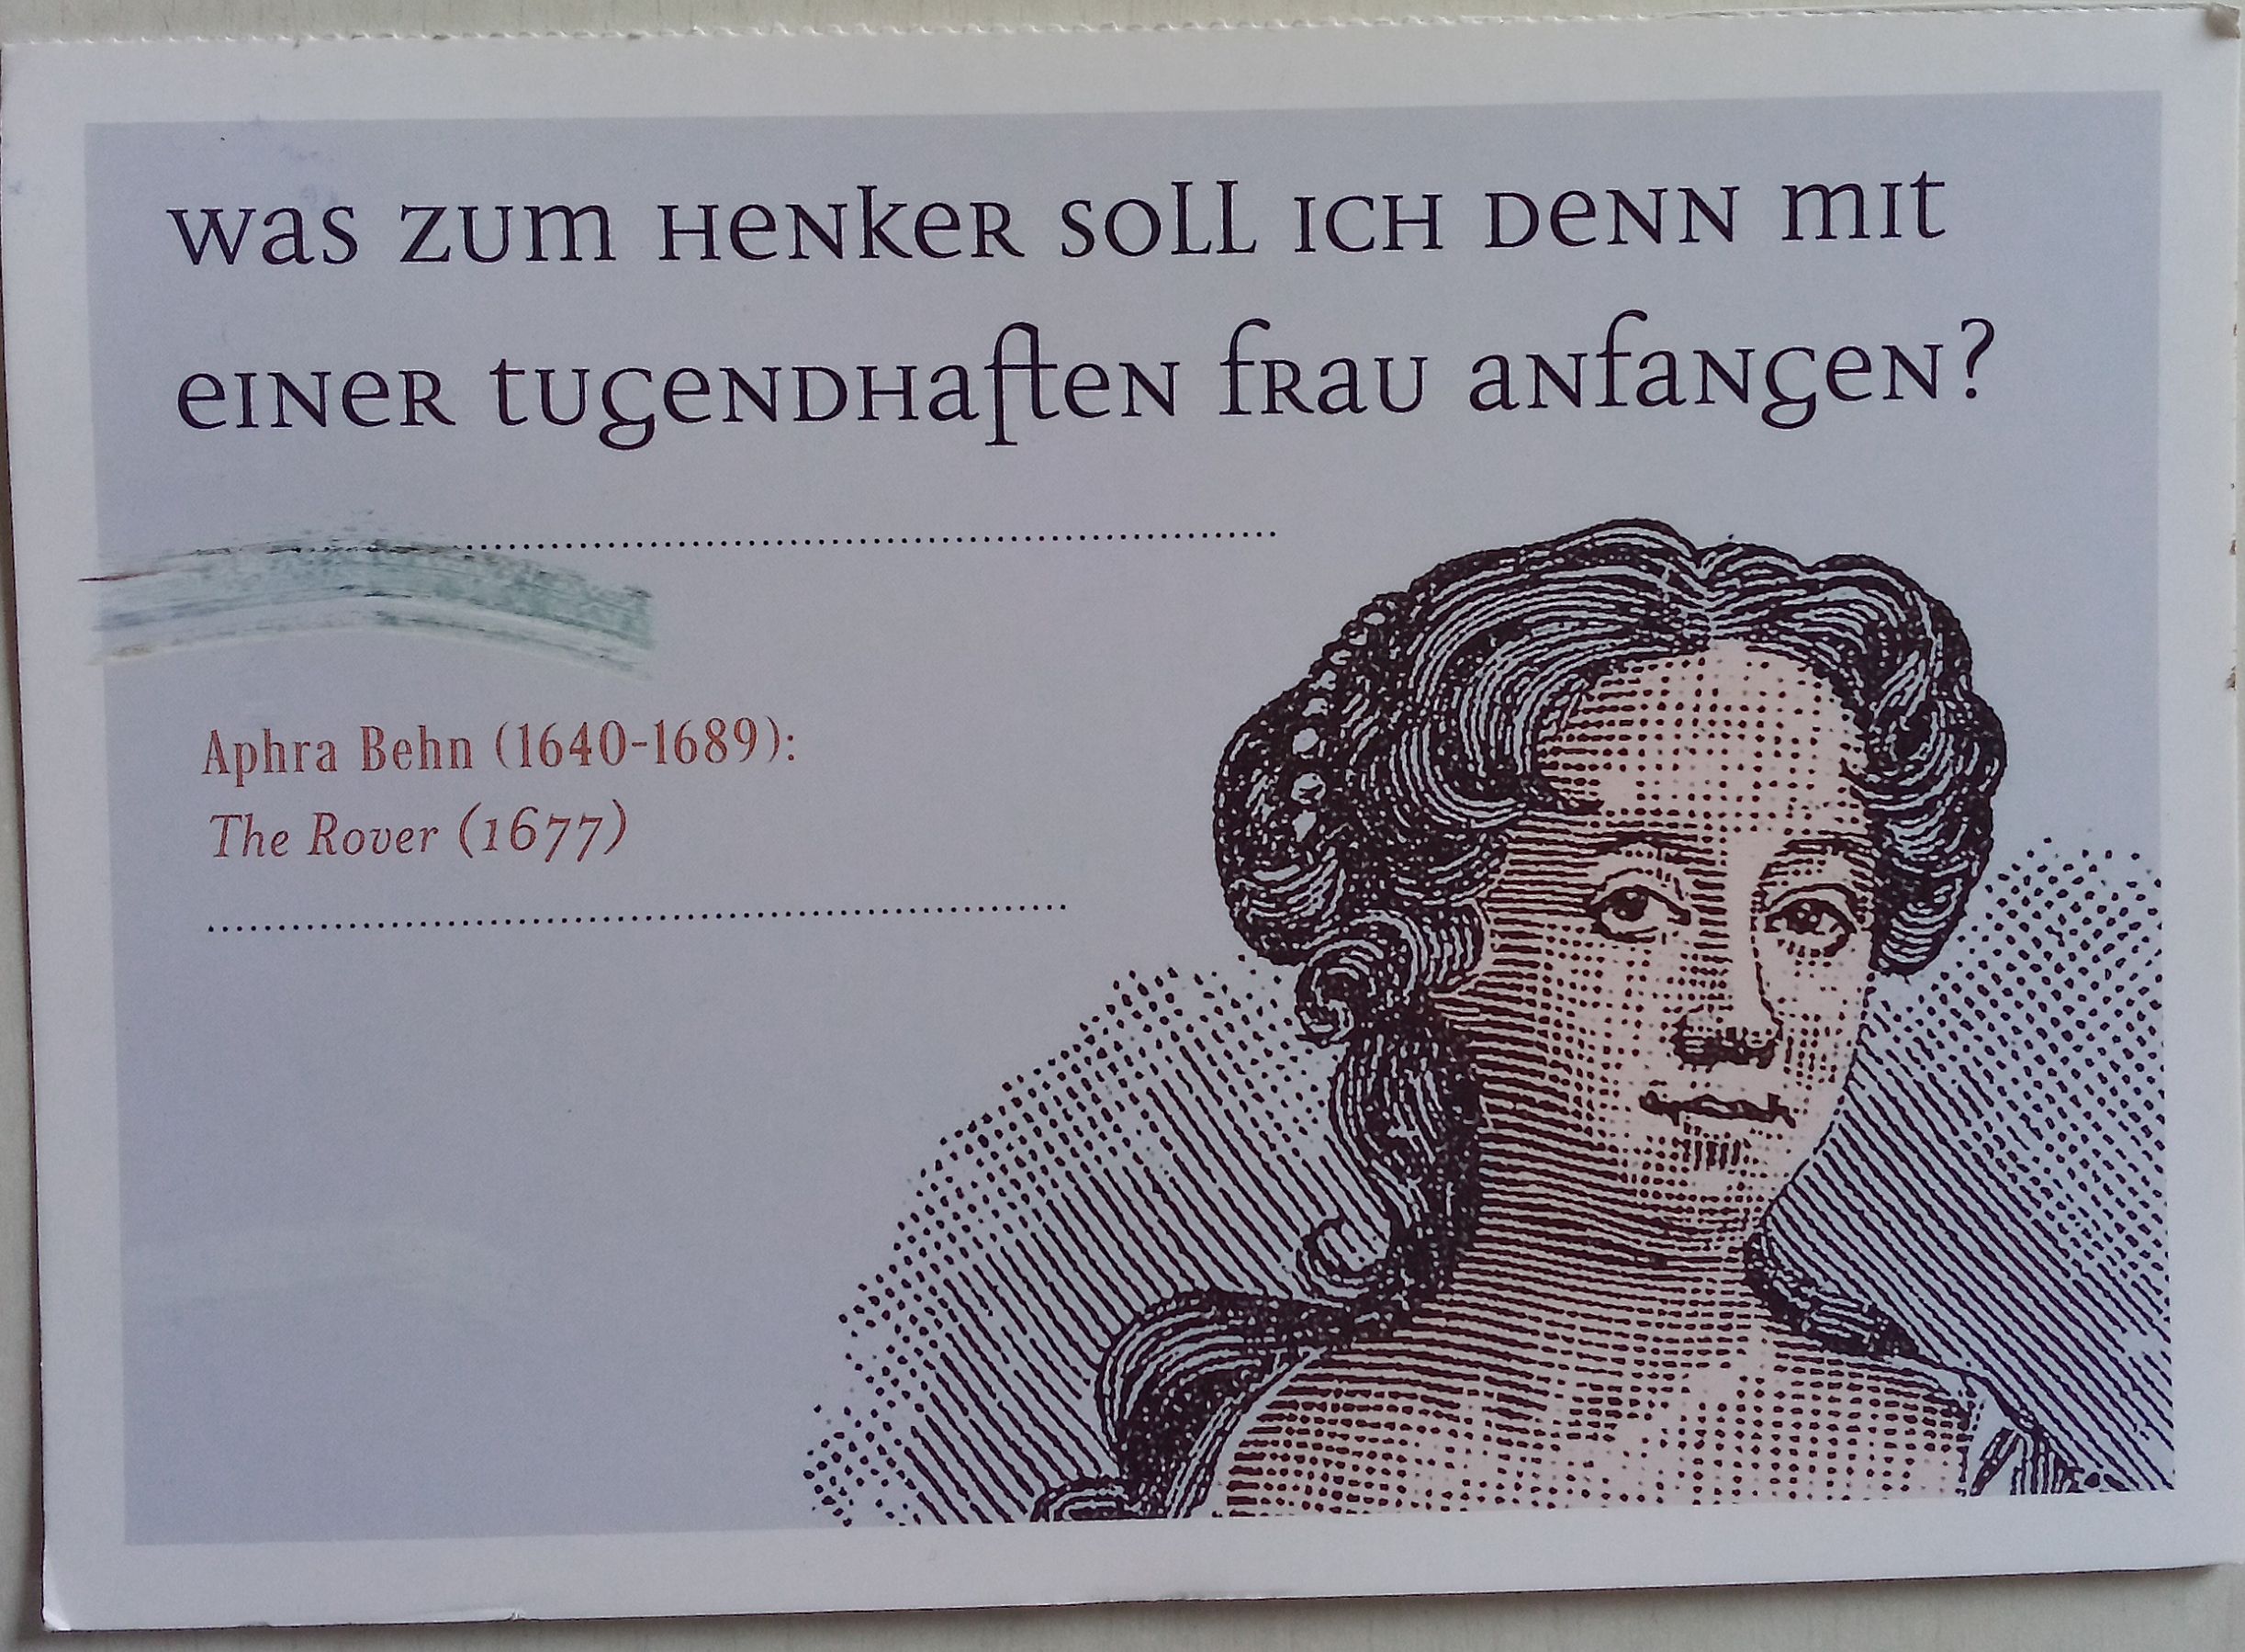 was zum Henker soll ich denn mit
einer tugendhaften frau anfangen?
Aphra Behn (1640-1689):
The Rover (1677)